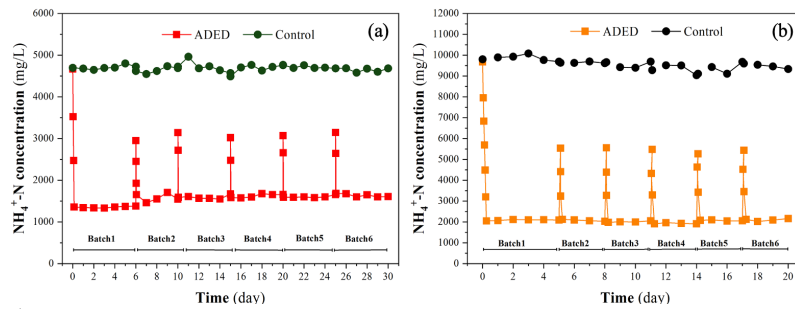 ADED Control (a)
NH₄⁺-N concentration (mg/L)
6000
5000
4000
3000
2000
1000
0
Batch1 Batch2 Batch3 Batch4 Batch5 Batch6
0 2 4 6 8 10 12 14 16 18 20 22 24 26 28 30
Time (day)
ADED Control (b)
NH₄⁺-N concentration (mg/L)
12000
11000
10000
9000
8000
7000
6000
5000
4000
3000
2000
1000
0
Batch1 Batch2 Batch3 Batch4 Batch5 Batch6
0 2 4 6 8 10 12 14 16 18 20
Time (day)